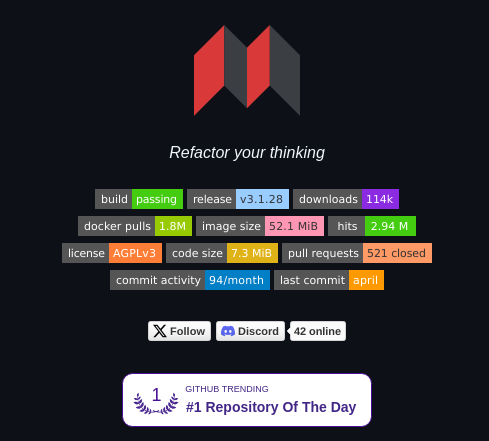 Refactor your thinking
build passing release v3.1.28 downloads 114k
docker pulls 1.8M image size 52.1 MiB hits 2.94 M
license AGPLv3 code size 7.3 MiB pull requests 521 closed
commit activity 94/month last commit april
Follow Discord 42 online
1 GITHUB TRENDING
#1 Repository Of The Day